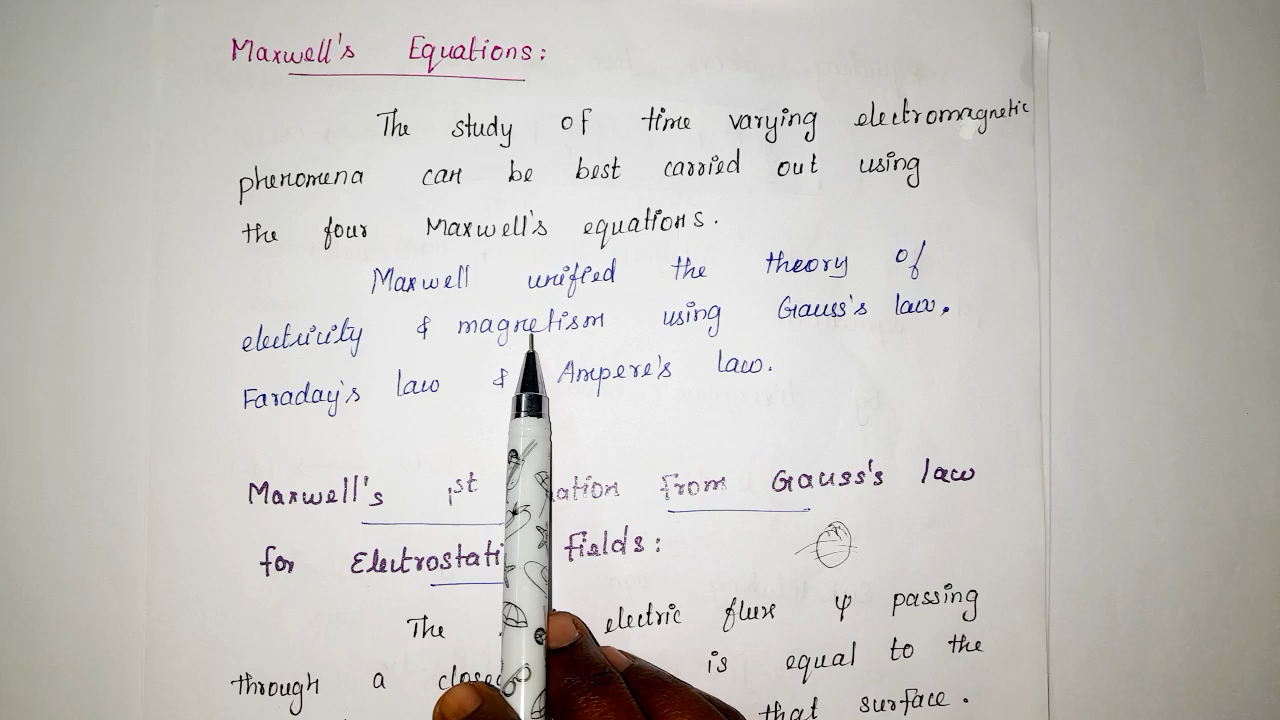 Maxwell's Equations:
The study of time varying electromagnetic
phenomena can be best carried out using
the four Maxwell's equations.
Maxwell unified the theory of
electricity & magnetism using Gauss's law,
Faraday's law & Ampere's law.
Maxwell's 1st ation from Gauss's law
for Electrostati fields:
The electric flux ψ passing
through a closed is equal to the
that surface.